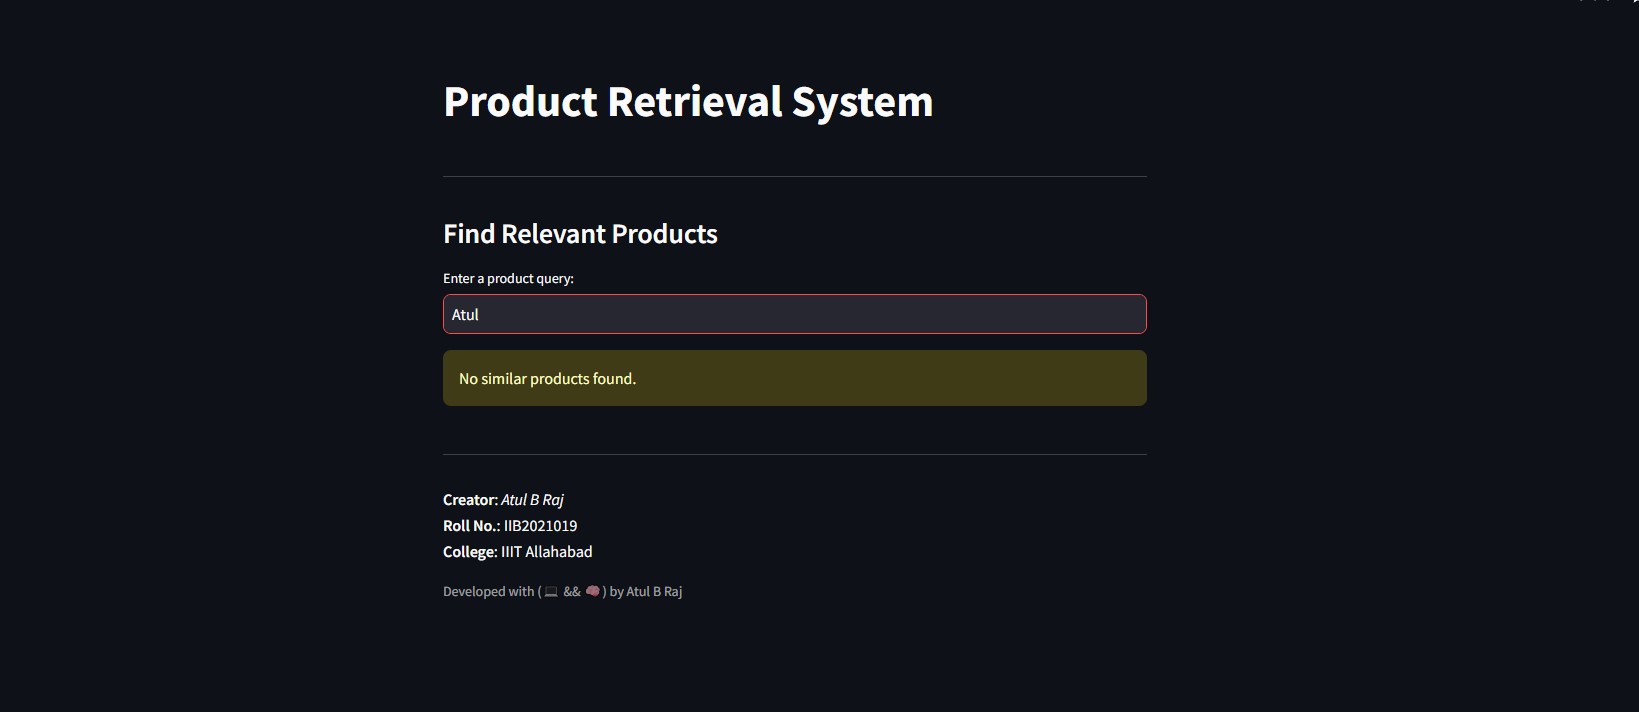 Product Retrieval System
Find Relevant Products
Enter a product query:
Atul
No similar products found.
Creator: Atul B Raj
Roll No.: IIB2021019
College: IIIT Allahabad
Developed with ( 💻 && 🧠 ) by Atul B Raj